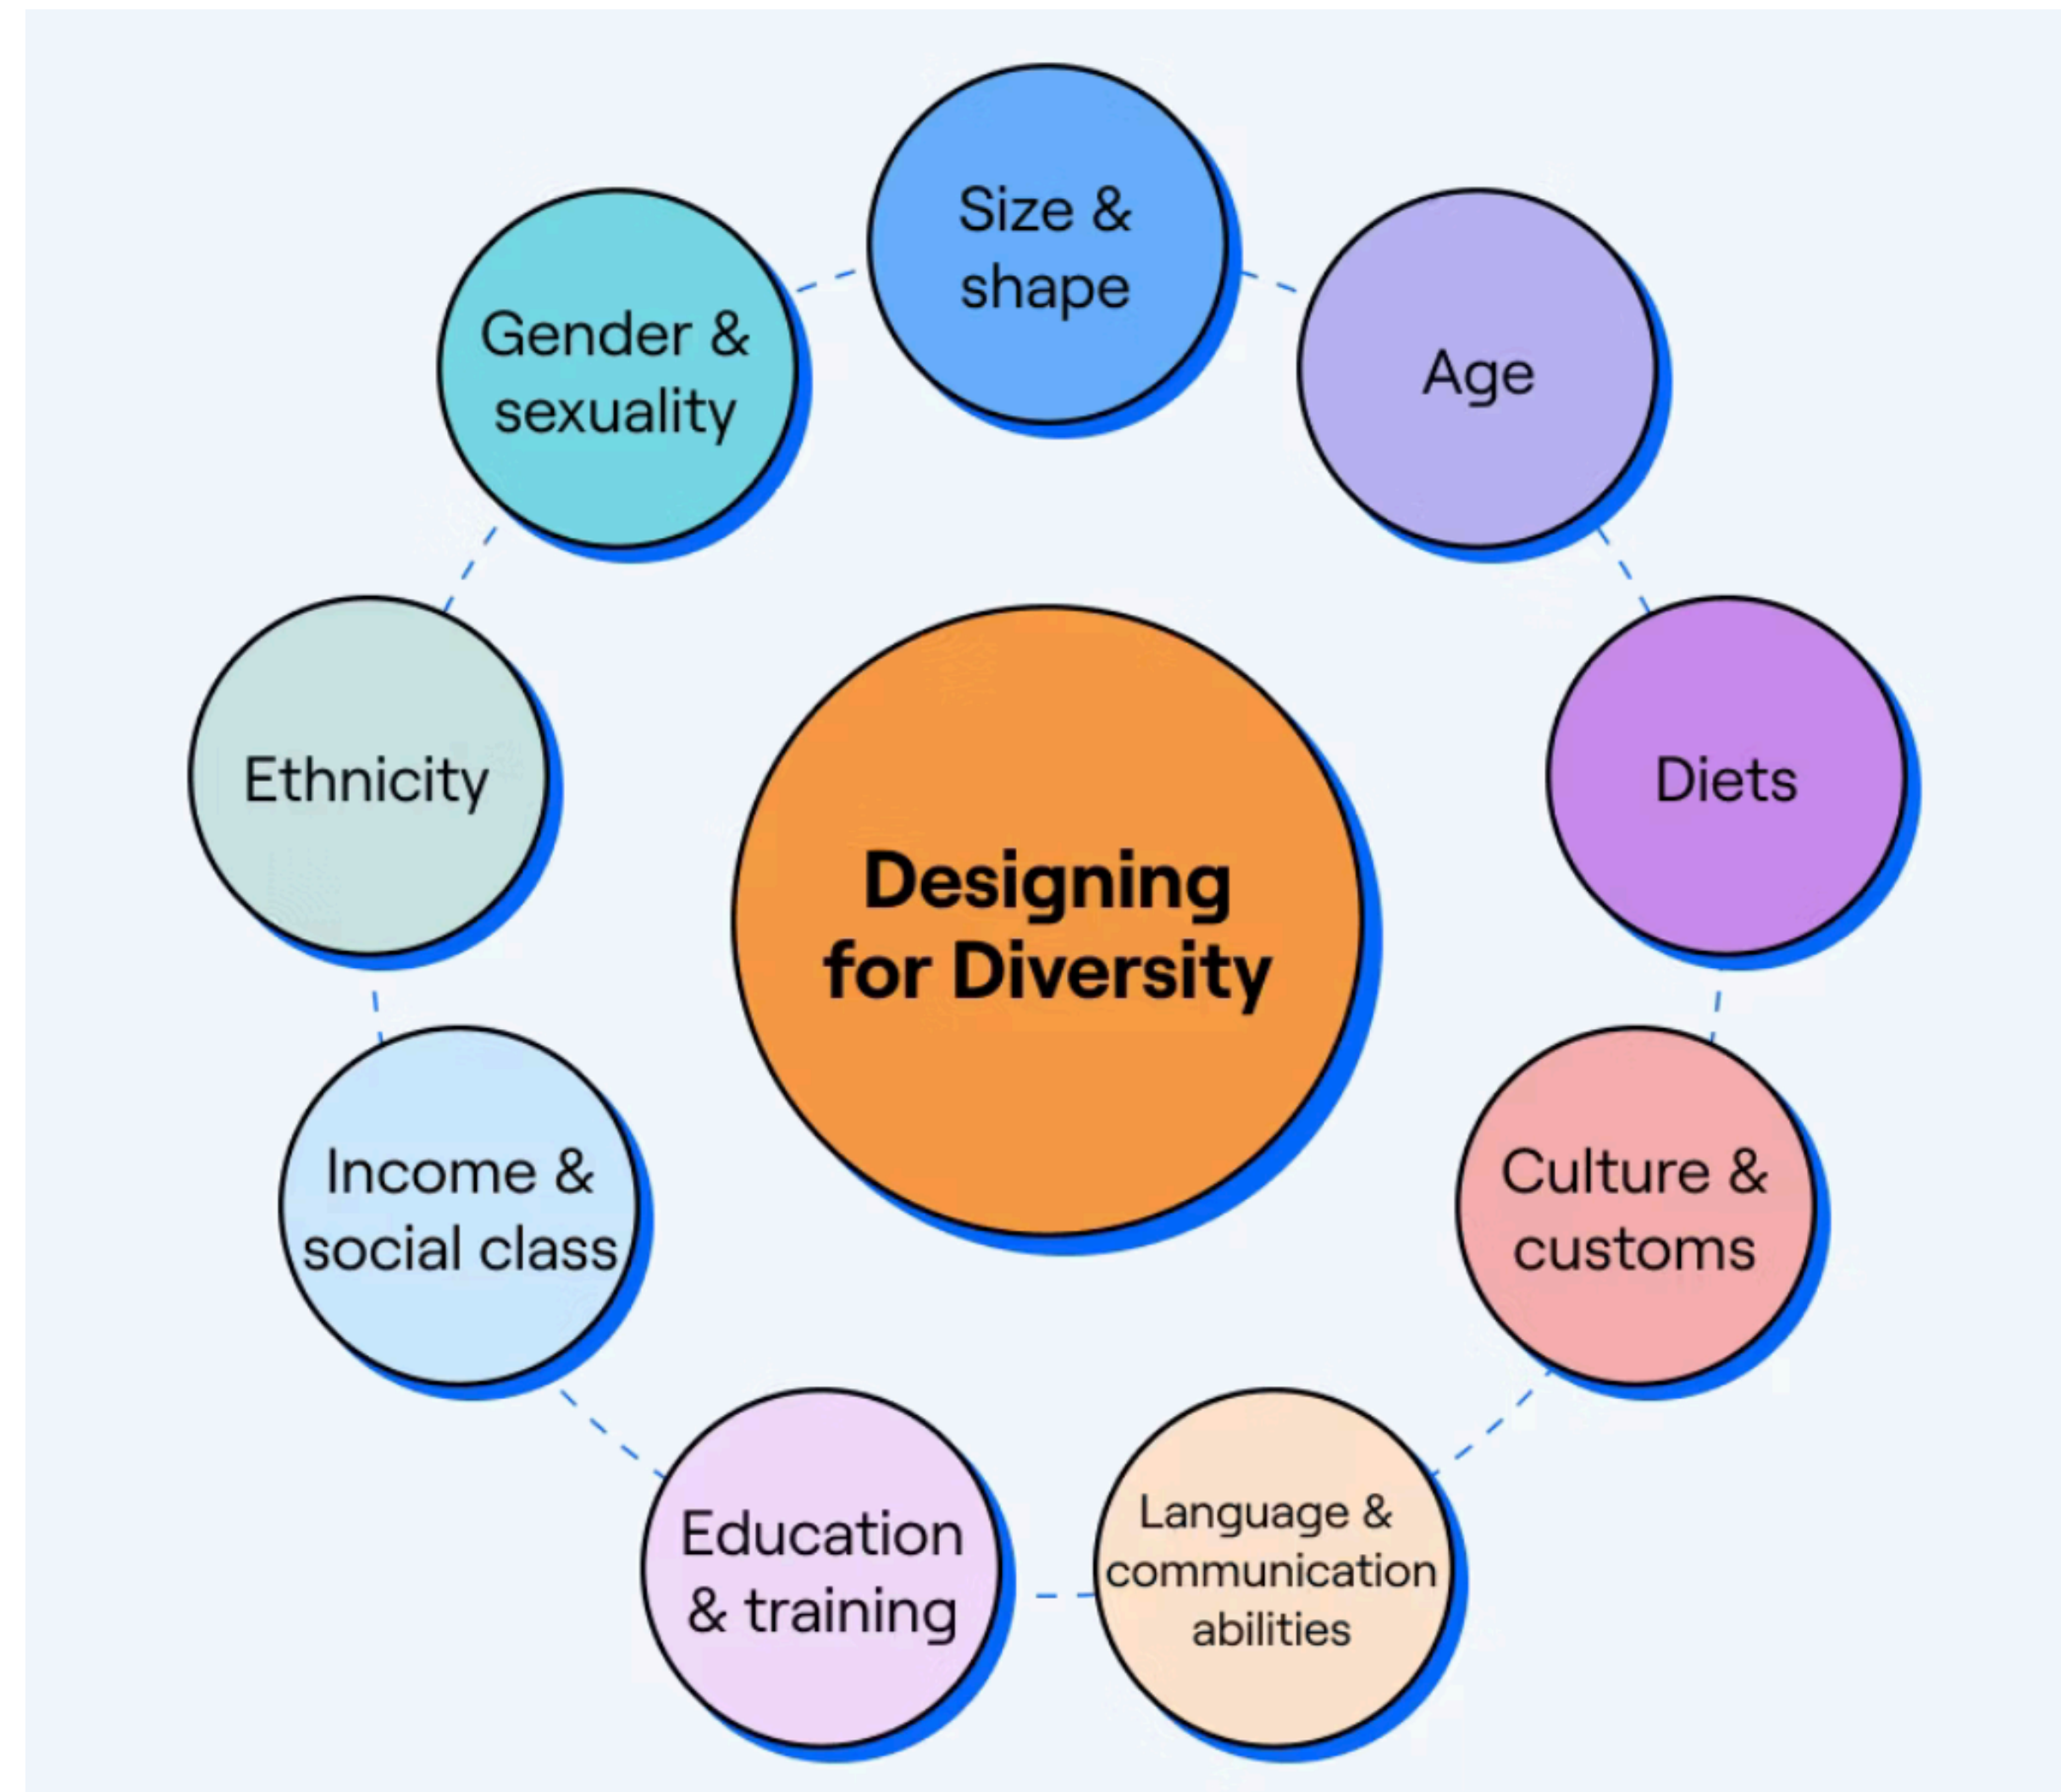 Size &
shape
Gender &
sexuality
Age
Ethnicity
Diets
Designing
for Diversity
Income &
social class
Culture &
customs
Education
& training
Language &
communication
abilities